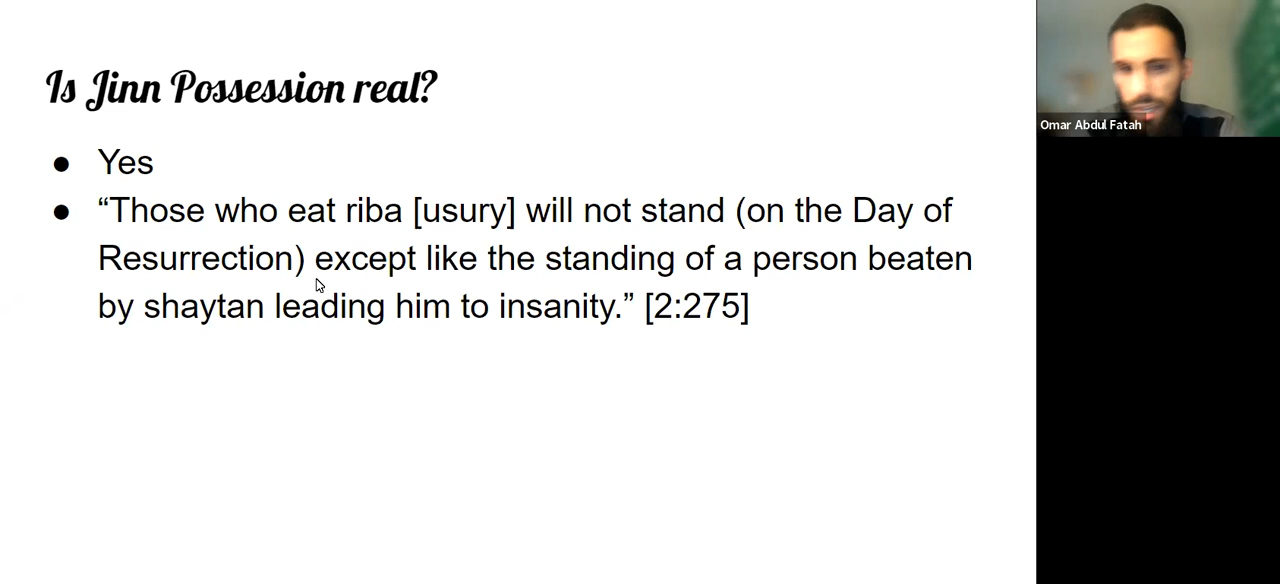 Is Jinn Possession real?
● Yes
● “Those who eat riba [usury] will not stand (on the Day of
Resurrection) except like the standing of a person beaten
by shaytan leading him to insanity.” [2:275]
Omar Abdul Fatah